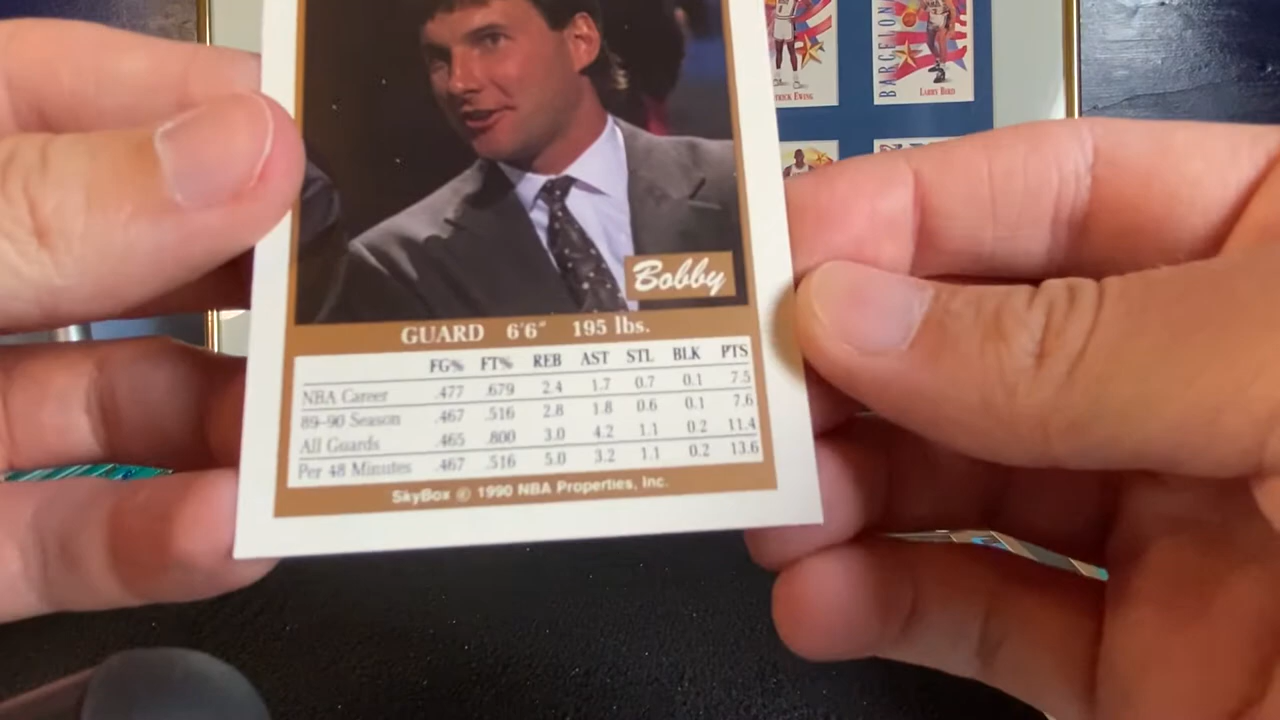 BARCELON
TRICK EWING
LARRY BIRD
Bobby
GUARD 6'6" 195 lbs.
FG% FT% REB AST STL BLK PTS
NBA Career .477 .679 2.4 1.7 0.7 0.1 7.5
89-90 Season .467 .516 2.8 1.8 0.6 0.1 7.6
All Guards .465 .800 3.0 4.2 1.1 0.2 11.4
Per 48 Minutes .467 .516 5.0 3.2 1.1 0.2 13.6
SkyBox © 1990 NBA Properties, Inc.